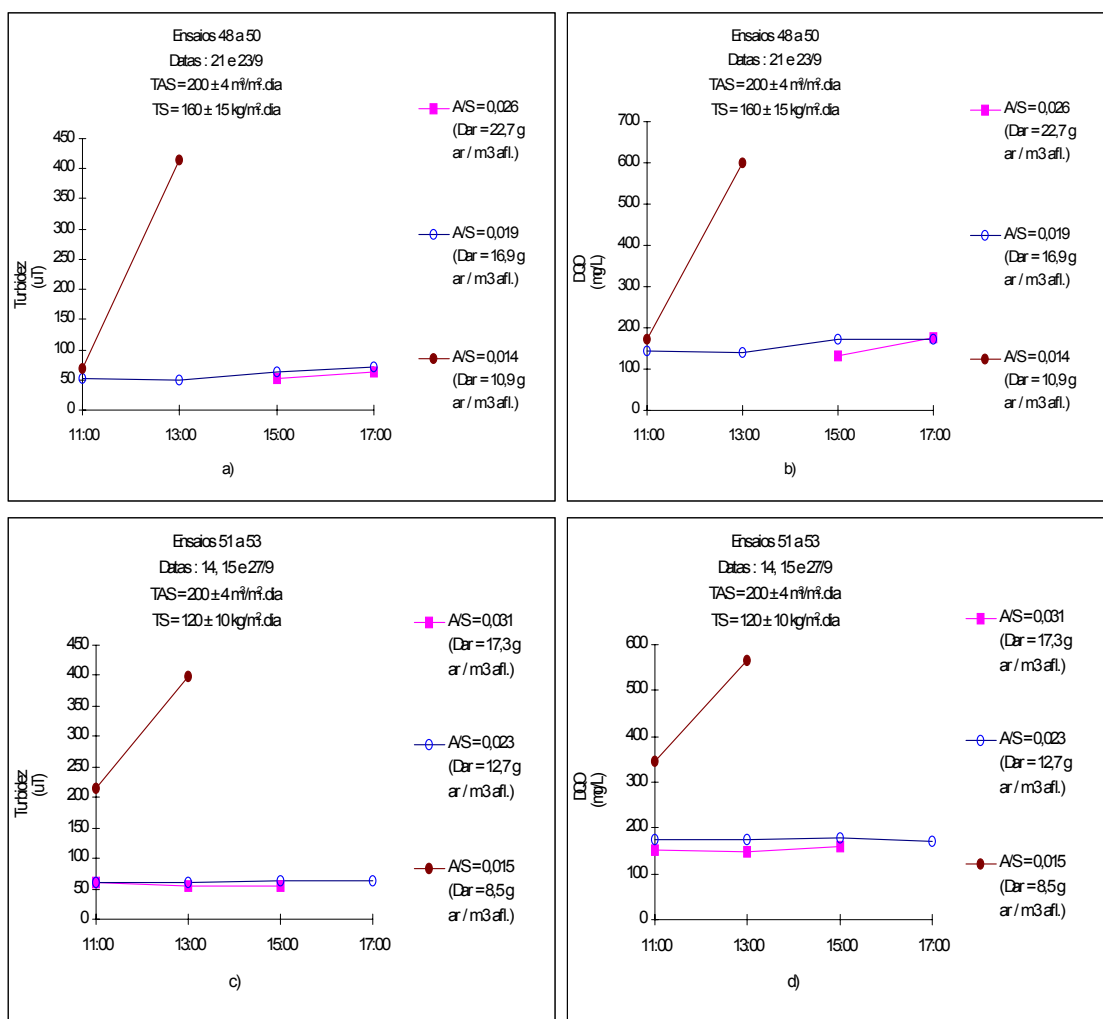 Ensaios 48 a 50
Datas : 21 e 23/9
TAS = 200 ± 4 m³/m².dia
TS = 160 ± 15 kg/m².dia
Turbidez
(uT)
450
400
350
300
250
200
150
100
50
0
11:00 13:00 15:00 17:00
A/S = 0,026
(Dar = 22,7 g
ar / m3 afl.)
A/S = 0,019
(Dar = 16,9 g
ar / m3 afl.)
A/S = 0,014
(Dar = 10,9 g
ar / m3 afl.)
a)
Ensaios 48 a 50
Datas : 21 e 23/9
TAS = 200 ± 4 m³/m².dia
TS = 160 ± 15 kg/m².dia
DQO
(mg/L)
700
600
500
400
300
200
100
0
11:00 13:00 15:00 17:00
A/S = 0,026
(Dar = 22,7 g
ar / m3 afl.)
A/S = 0,019
(Dar = 16,9 g
ar / m3 afl.)
A/S = 0,014
(Dar = 10,9 g
ar / m3 afl.)
b)
Ensaios 51 a 53
Datas : 14, 15 e 27/9
TAS = 200 ± 4 m³/m².dia
TS = 120 ± 10 kg/m².dia
Turbidez
(uT)
450
400
350
300
250
200
150
100
50
0
11:00 13:00 15:00 17:00
A/S = 0,031
(Dar = 17,3 g
ar / m3 afl.)
A/S = 0,023
(Dar = 12,7 g
ar / m3 afl.)
A/S = 0,015
(Dar = 8,5 g
ar / m3 afl.)
c)
Ensaios 51 a 53
Datas : 14, 15 e 27/9
TAS = 200 ± 4 m³/m².dia
TS = 120 ± 10 kg/m².dia
DQO
(mg/L)
600
500
400
300
200
100
0
11:00 13:00 15:00 17:00
A/S = 0,031
(Dar = 17,3 g
ar / m3 afl.)
A/S = 0,023
(Dar = 12,7 g
ar / m3 afl.)
A/S = 0,015
(Dar = 8,5 g
ar / m3 afl.)
d)